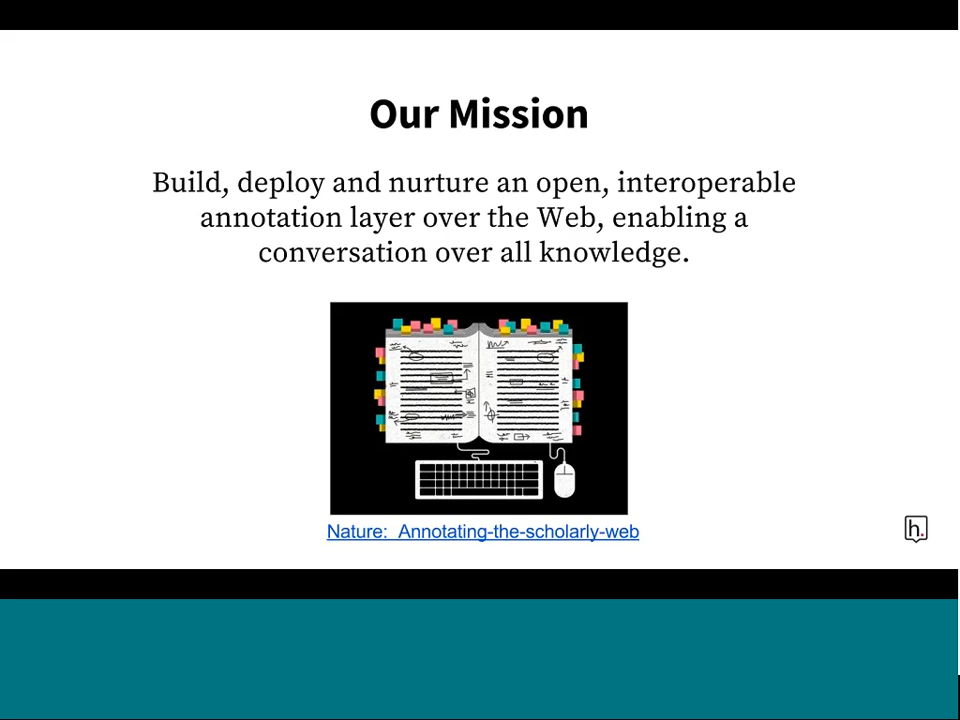 Our Mission
Build, deploy and nurture an open, interoperable
annotation layer over the Web, enabling a
conversation over all knowledge.
Nature: Annotating-the-scholarly-web
h.